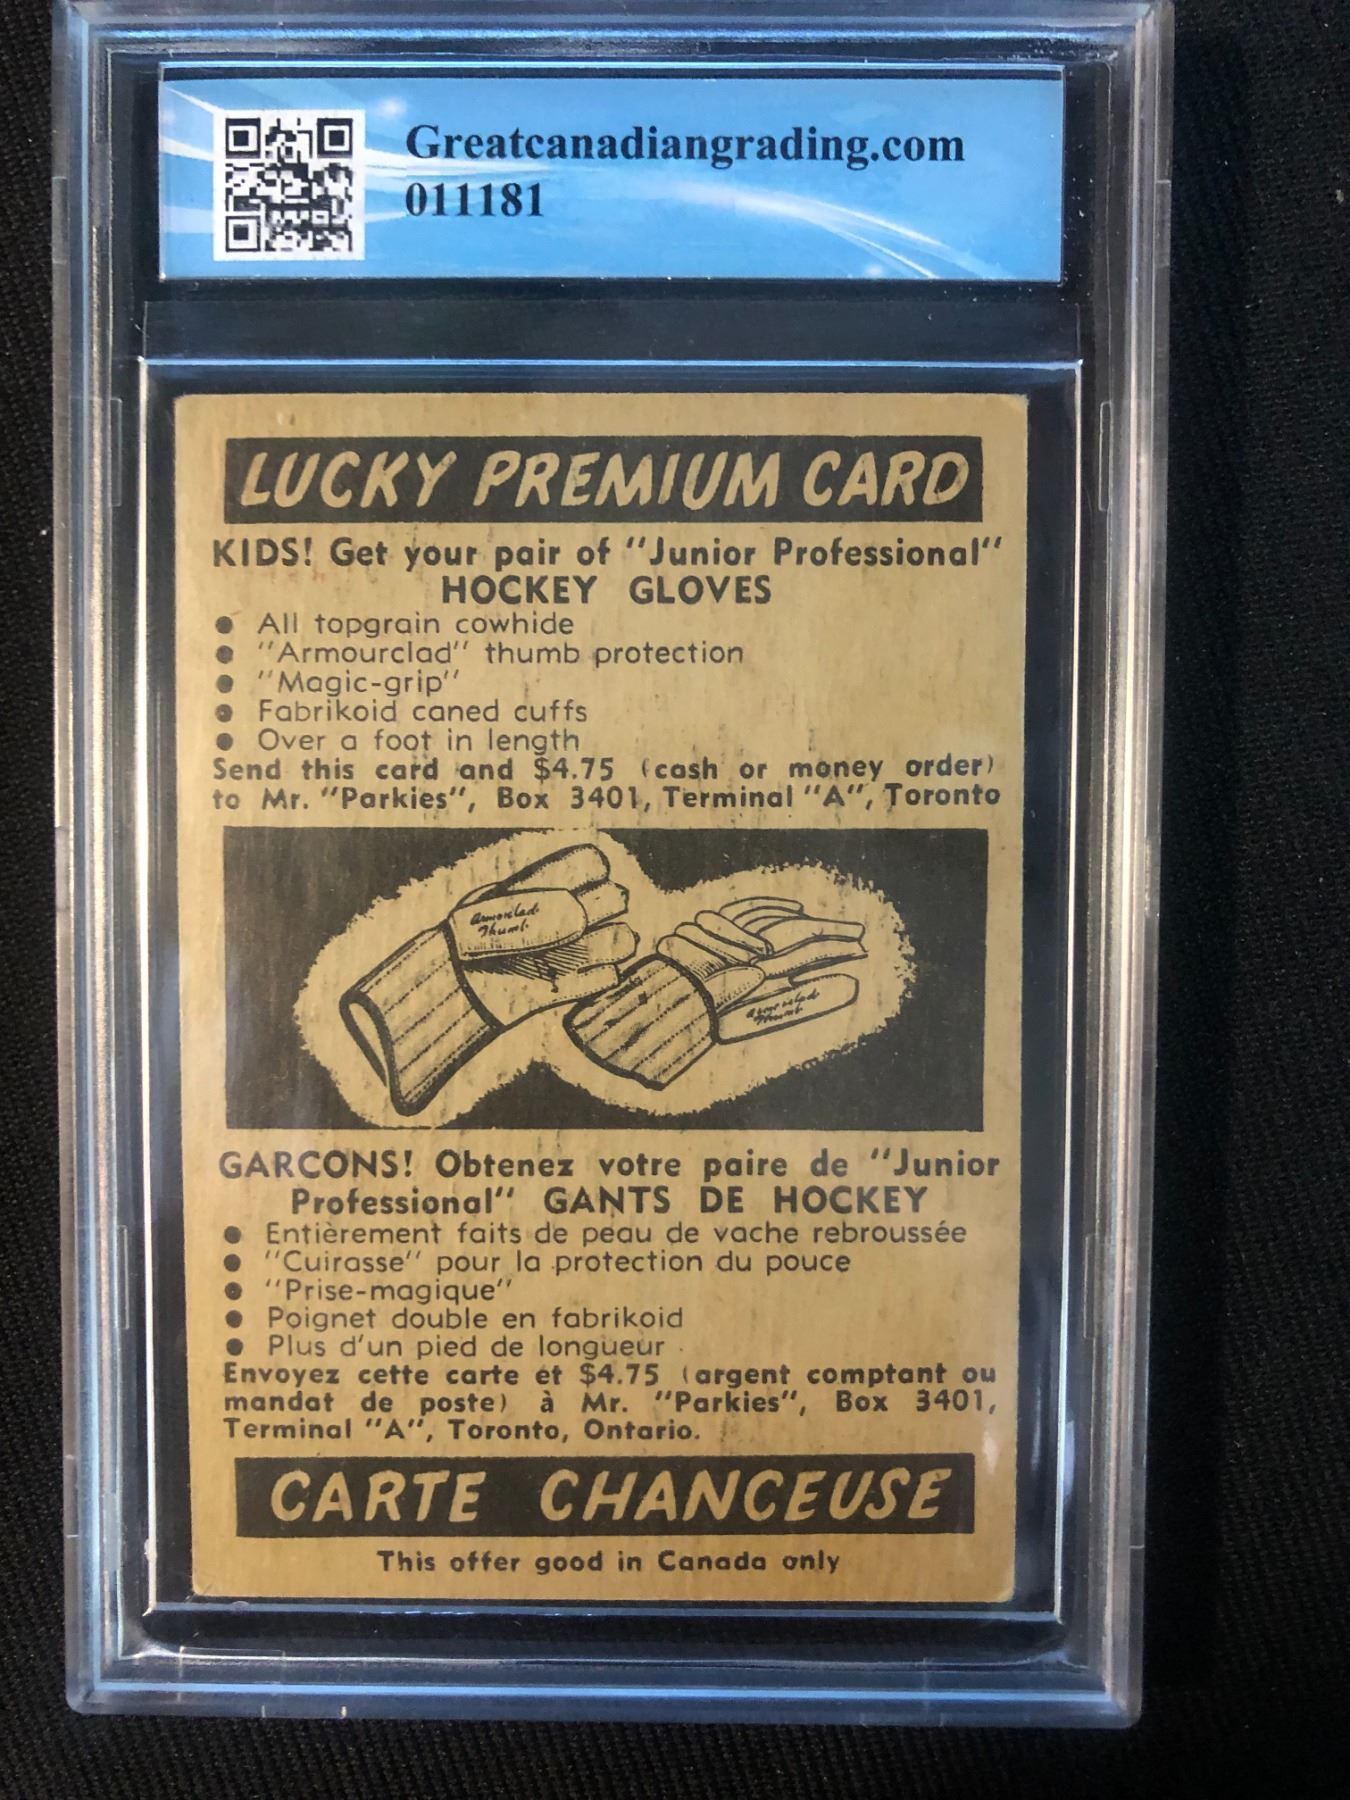 Greatcanadiangrading.com
011181
LUCKY PREMIUM CARD
KIDS! Get your pair of "Junior Professional"
HOCKEY GLOVES
● All topgrain cowhide
● "Armourclad" thumb protection
● "Magic-grip"
● Fabrikoid caned cuffs
● Over a foot in length
Send this card and $4.75 (cash or money order)
to Mr. "Parkies", Box 3401, Terminal "A", Toronto
Armorclad
Thumb
Armorclad
Thumb
GARCONS! Obtenez votre paire de "Junior
Professional" GANTS DE HOCKEY
● Entièrement faits de peau de vache rebroussée
● "Cuirasse" pour la protection du pouce
● "Prise-magique"
● Poignet double en fabrikoid
● Plus d'un pied de longueur
Envoyez cette carte et $4.75 (argent comptant ou
mandat de poste) à Mr. "Parkies", Box 3401,
Terminal "A", Toronto, Ontario.
CARTE CHANCEUSE
This offer good in Canada only